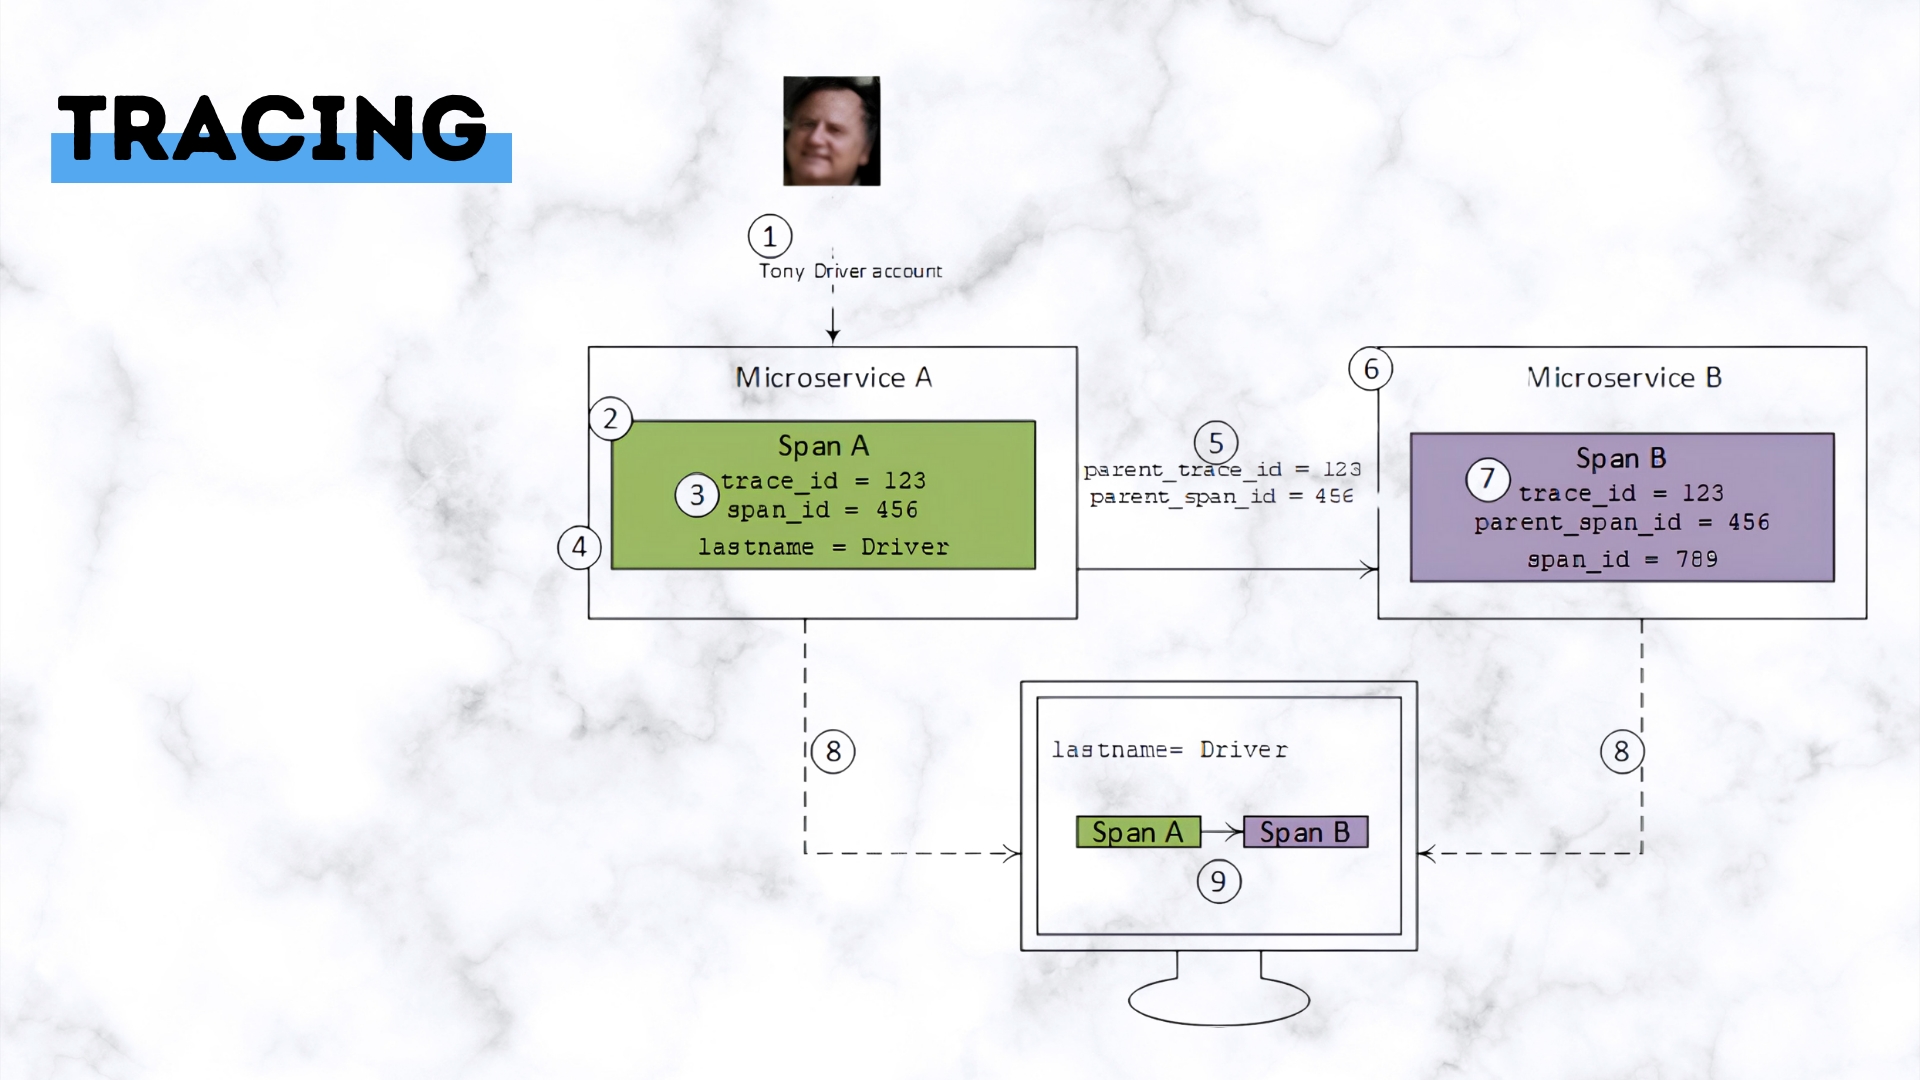 TRACING
1
Tony Driver account
Microservice A
2
Span A
3
trace_id = 123
span_id = 456
4
lastname = Driver
5
parent_trace_id = 123
parent_span_id = 456
6
Microservice B
Span B
7
trace_id = 123
parent_span_id = 456
span_id = 789
8
8
lastname= Driver
Span A
Span B
9